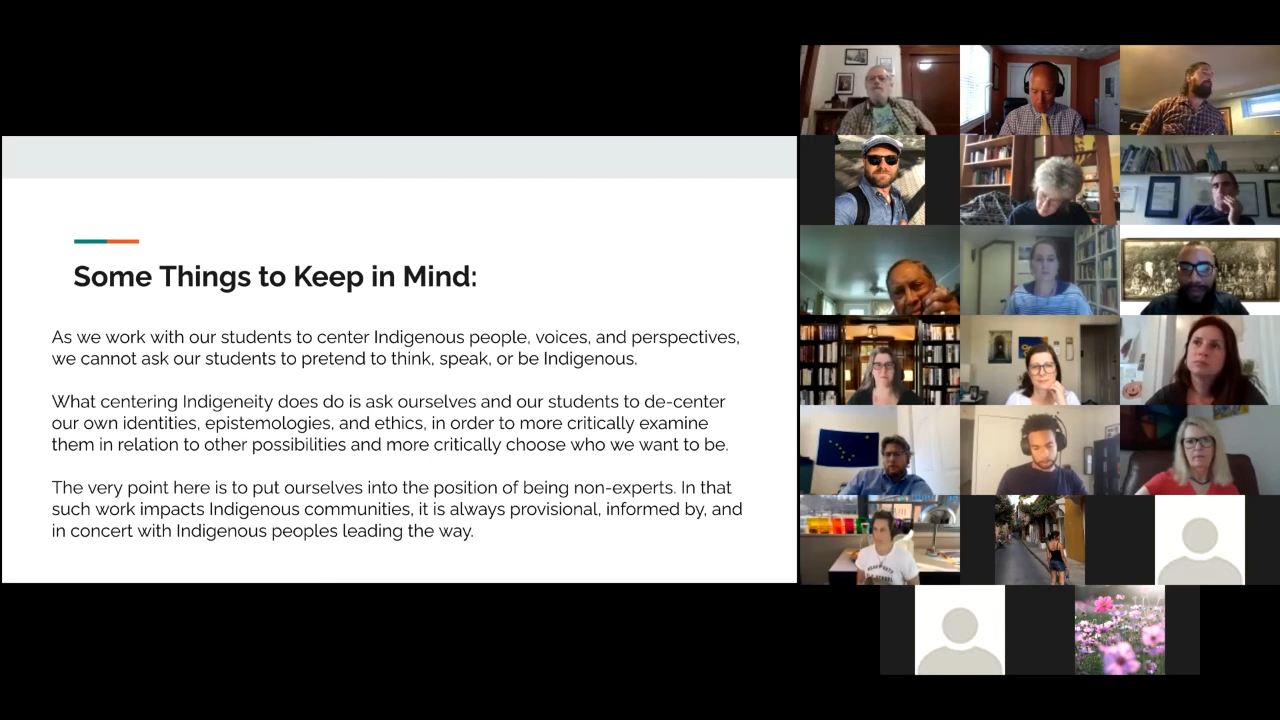 Some Things to Keep in Mind:
As we work with our students to center Indigenous people, voices, and perspectives,
we cannot ask our students to pretend to think, speak, or be Indigenous.
What centering Indigeneity does do is ask ourselves and our students to de-center
our own identities, epistemologies, and ethics, in order to more critically examine
them in relation to other possibilities and more critically choose who we want to be.
The very point here is to put ourselves into the position of being non-experts. In that
such work impacts Indigenous communities, it is always provisional, informed by, and
in concert with Indigenous peoples leading the way.